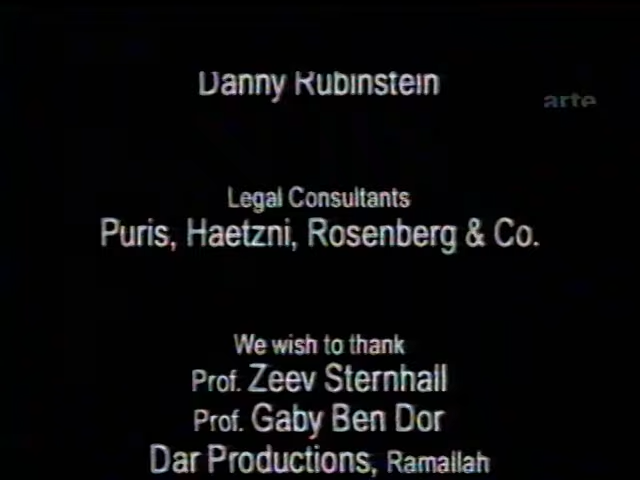 Danny Rubinstein
arte
Legal Consultants
Puris, Haetzni, Rosenberg & Co.
We wish to thank
Prof. Zeev Sternhall
Prof. Gaby Ben Dor
Dar Productions, Ramallah